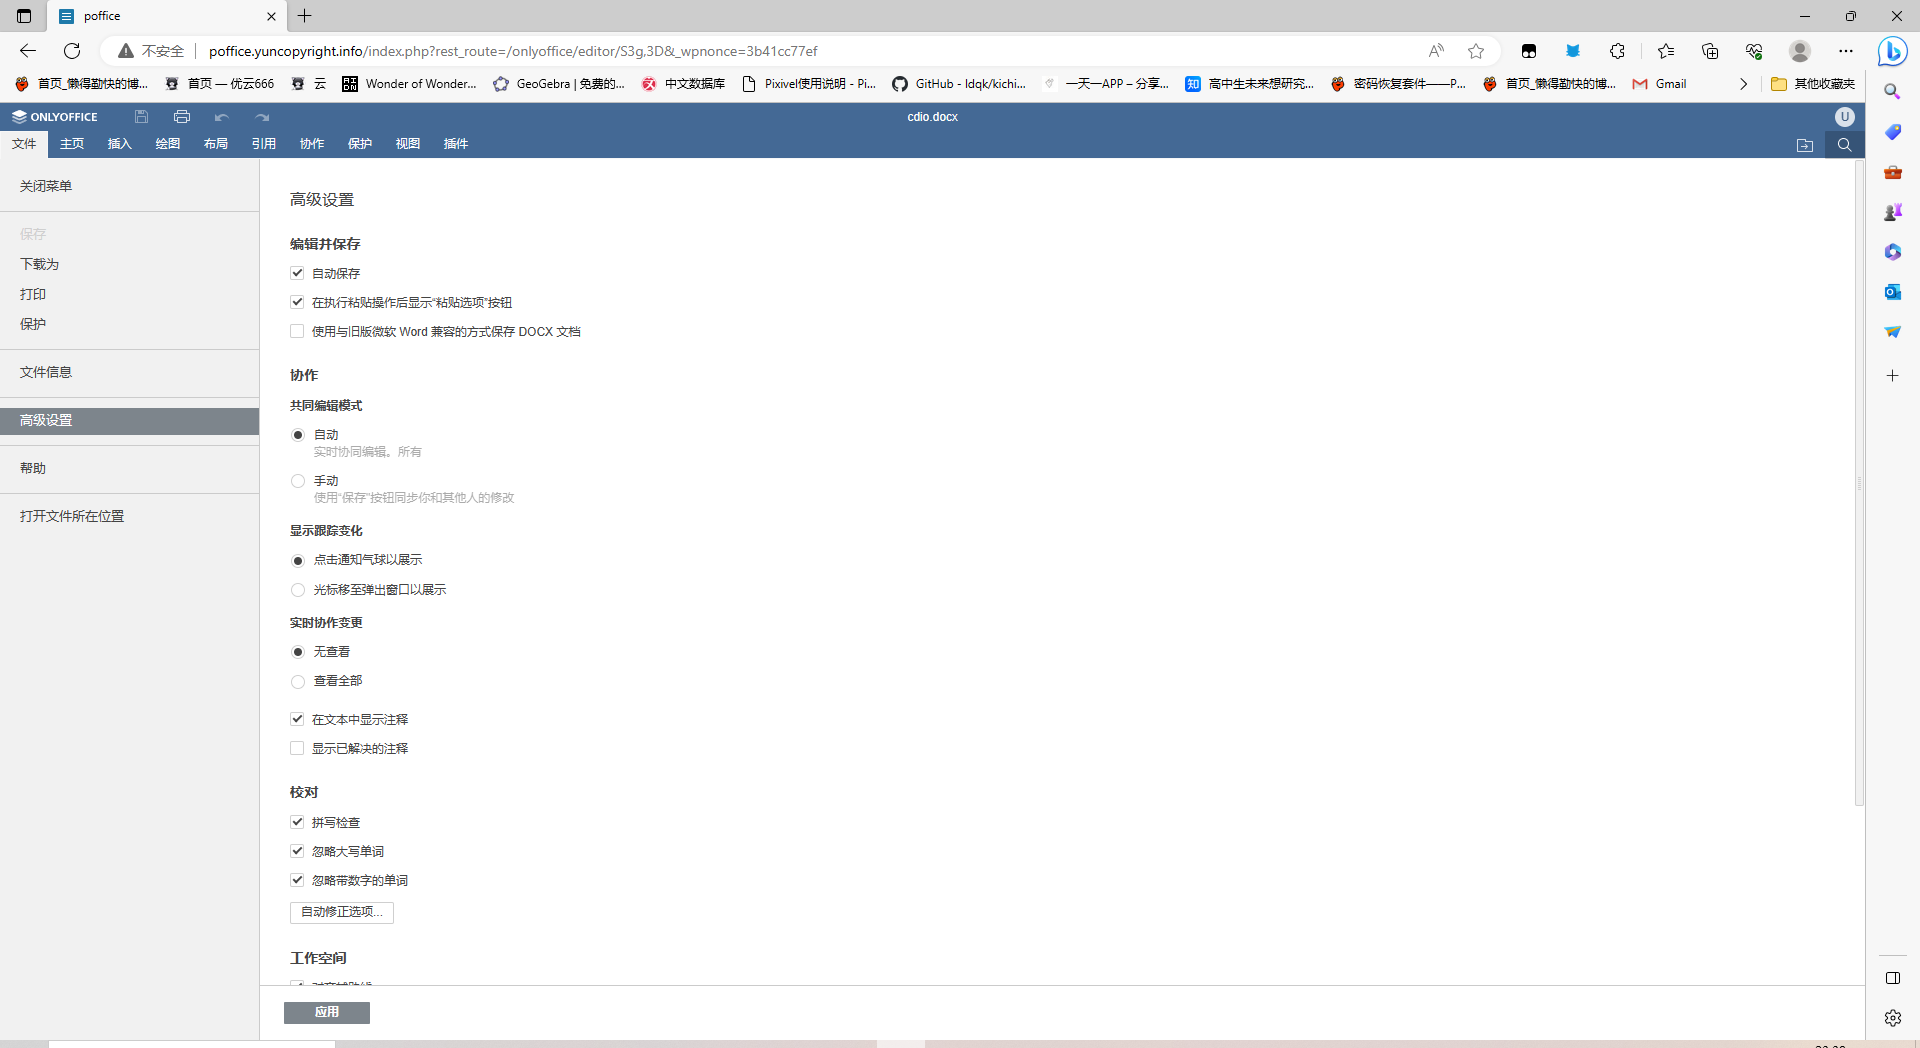 poffice
不安全 poffice.yuncopyright.info/index.php?rest_route=/onlyoffice/editor/S3g,3D&_wpnonce=3b41cc77ef
首页_懒得勤快的博... 首页 — 优云666 云 Wonder of Wonder... GeoGebra | 免费的... 中文数据库 Pixivel使用说明 - Pi... GitHub - ldqk/kichi... 一天一APP – 分享... 高中生未来想研究... 密码恢复套件——P... 首页_懒得勤快的博... Gmail 其他收藏夹
ONLYOFFICE cdio.docx U
文件 主页 插入 绘图 布局 引用 协作 保护 视图 插件
关闭菜单
保存
下载为
打印
保护
文件信息
高级设置
帮助
打开文件所在位置
高级设置
编辑并保存
自动保存
在执行粘贴操作后显示“粘贴选项”按钮
使用与旧版微软 Word 兼容的方式保存 DOCX 文档
协作
共同编辑模式
自动
实时协同编辑。所有
手动
使用“保存”按钮同步你和其他人的修改
显示跟踪变化
点击通知气球以展示
光标移至弹出窗口以展示
实时协作变更
无查看
查看全部
在文本中显示注释
显示已解决的注释
校对
拼写检查
忽略大写单词
忽略带数字的单词
自动修正选项...
工作空间
应用